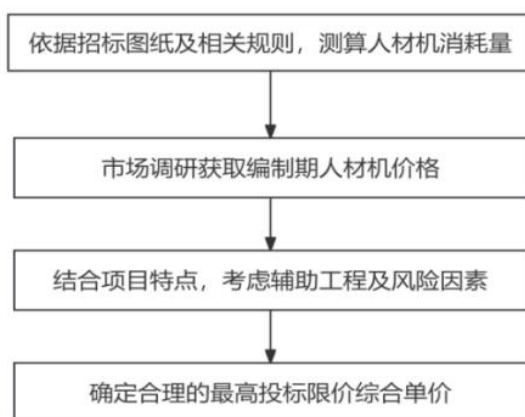 依据招标图纸及相关规则，测算人材机消耗量
市场调研获取编制期人材机价格
结合项目特点，考虑辅助工程及风险因素
确定合理的最高投标限价综合单价